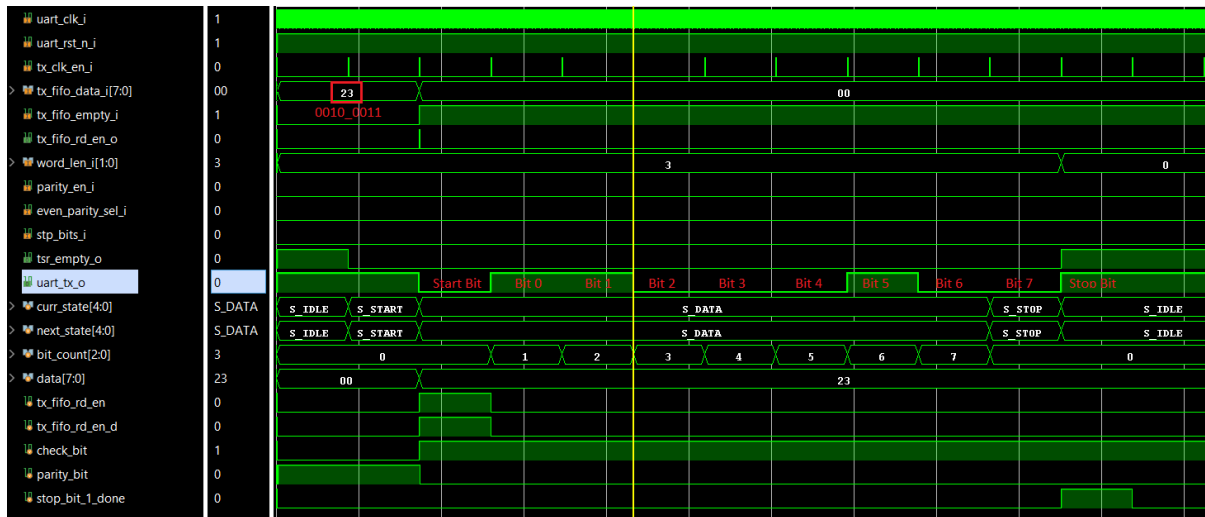 uart_clk_i 1
uart_rst_n_i 1
tx_clk_en_i 0
tx_fifo_data_i[7:0] 00 23 00
tx_fifo_empty_i 1 0010_0011
tx_fifo_rd_en_o 0
word_len_i[1:0] 3 3 0
parity_en_i 0
even_parity_sel_i 0
stp_bits_i 0
tsr_empty_o 0
uart_tx_o 0 Start Bit Bit 0 Bit 1 Bit 2 Bit 3 Bit 4 Bit 5 Bit 6 Bit 7 Stop Bit
curr_state[4:0] S_DATA S_IDLE S_START S_DATA S_STOP S_IDLE
next_state[4:0] S_DATA S_IDLE S_START S_DATA S_STOP S_IDLE
bit_count[2:0] 3 0 1 2 3 4 5 6 7 0
data[7:0] 23 00 23
tx_fifo_rd_en 0
tx_fifo_rd_en_d 0
check_bit 1
parity_bit 0
stop_bit_1_done 0